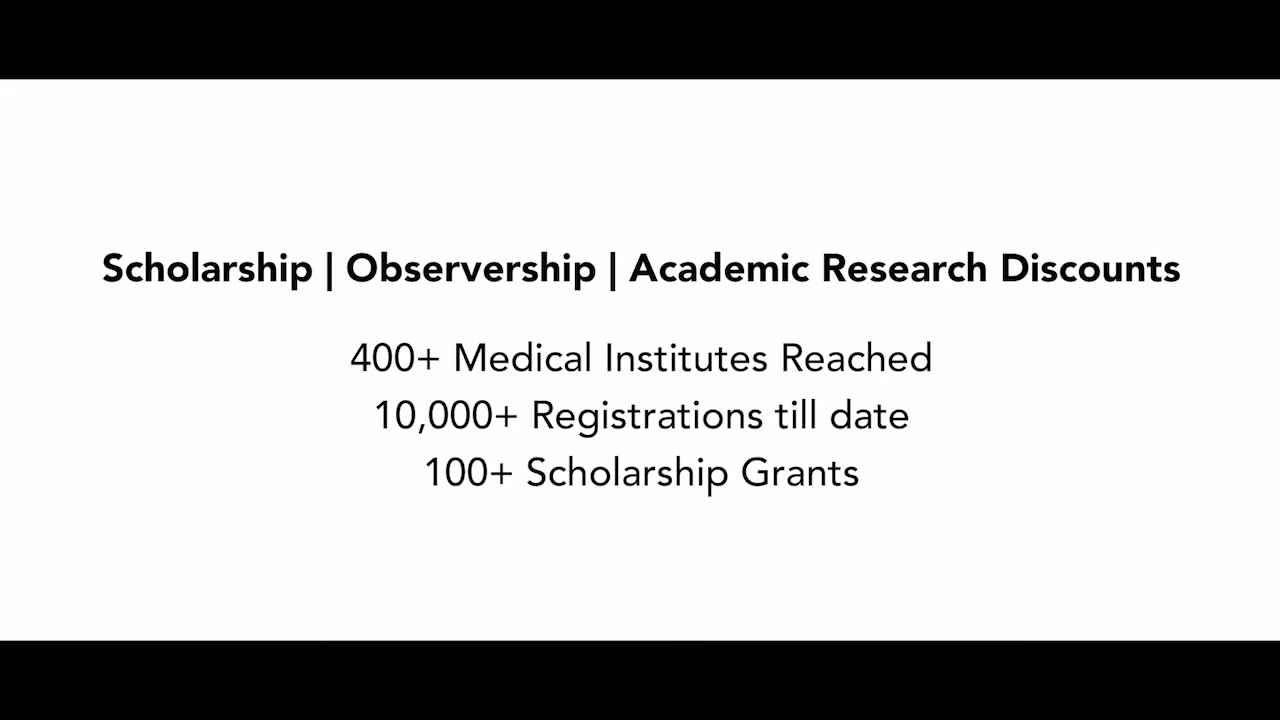 Scholarship | Observership | Academic Research Discounts
400+ Medical Institutes Reached
10,000+ Registrations till date
100+ Scholarship Grants